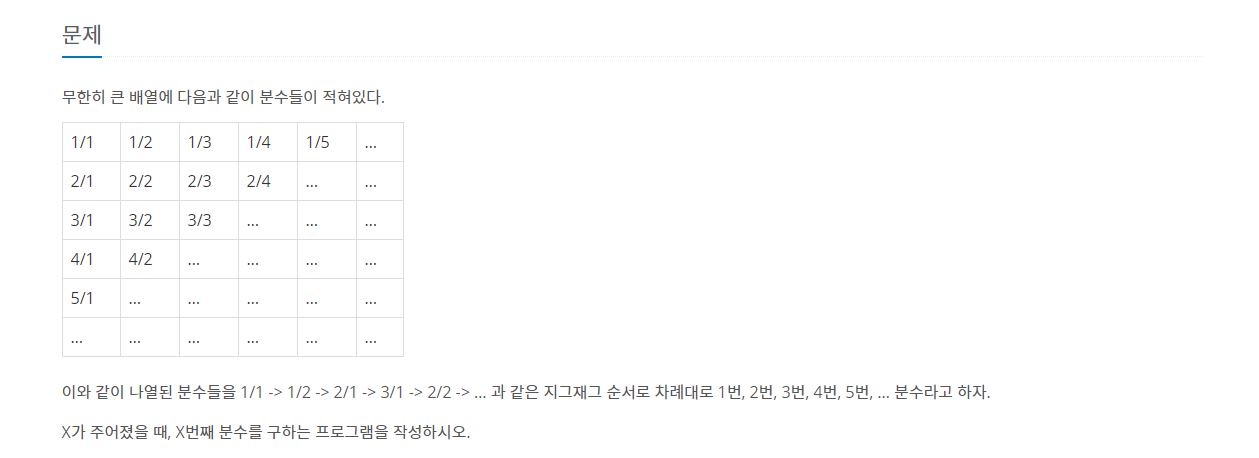 문제
무한히 큰 배열에 다음과 같이 분수들이 적혀있다.
1/1 1/2 1/3 1/4 1/5 ...
2/1 2/2 2/3 2/4 ... ...
3/1 3/2 3/3 ... ... ...
4/1 4/2 ... ... ... ...
5/1 ... ... ... ... ...
... ... ... ... ... ...
이와 같이 나열된 분수들을 1/1 -> 1/2 -> 2/1 -> 3/1 -> 2/2 -> ... 과 같은 지그재그 순서로 차례대로 1번, 2번, 3번, 4번, 5번, ... 분수라고 하자.
X가 주어졌을 때, X번째 분수를 구하는 프로그램을 작성하시오.